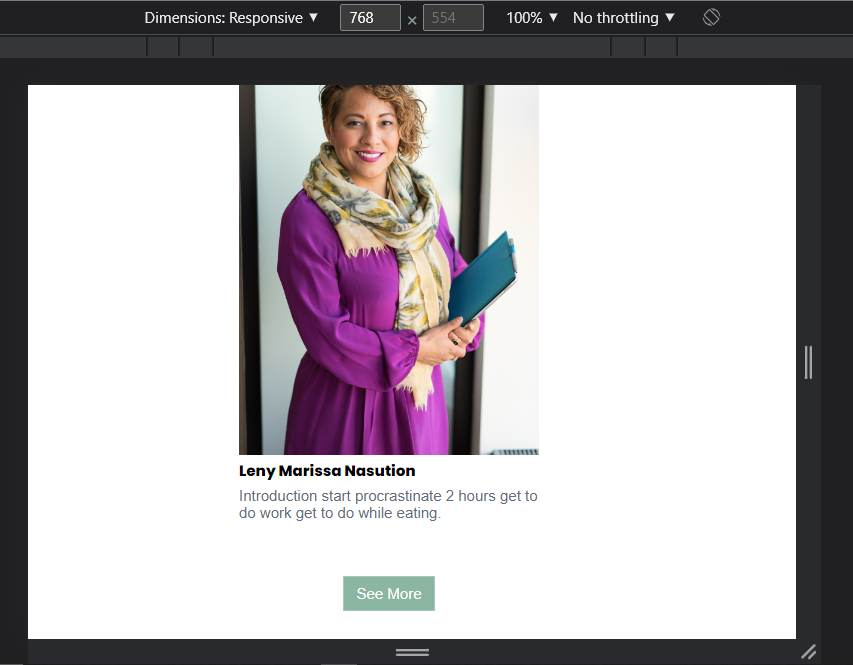 Dimensions: Responsive ▼ 768 × 554 100% ▼ No throttling ▼
Leny Marissa Nasution
Introduction start procrastinate 2 hours get to
do work get to do while eating.
See More